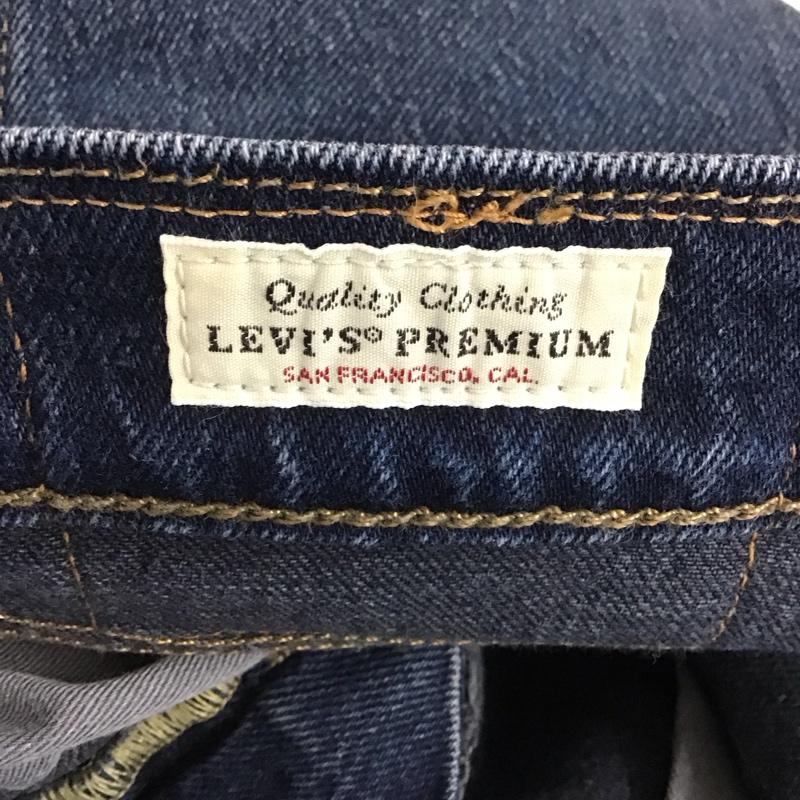 Quality Clothing
LEVI'S® PREMIUM
SAN FRANCISCO, CAL.